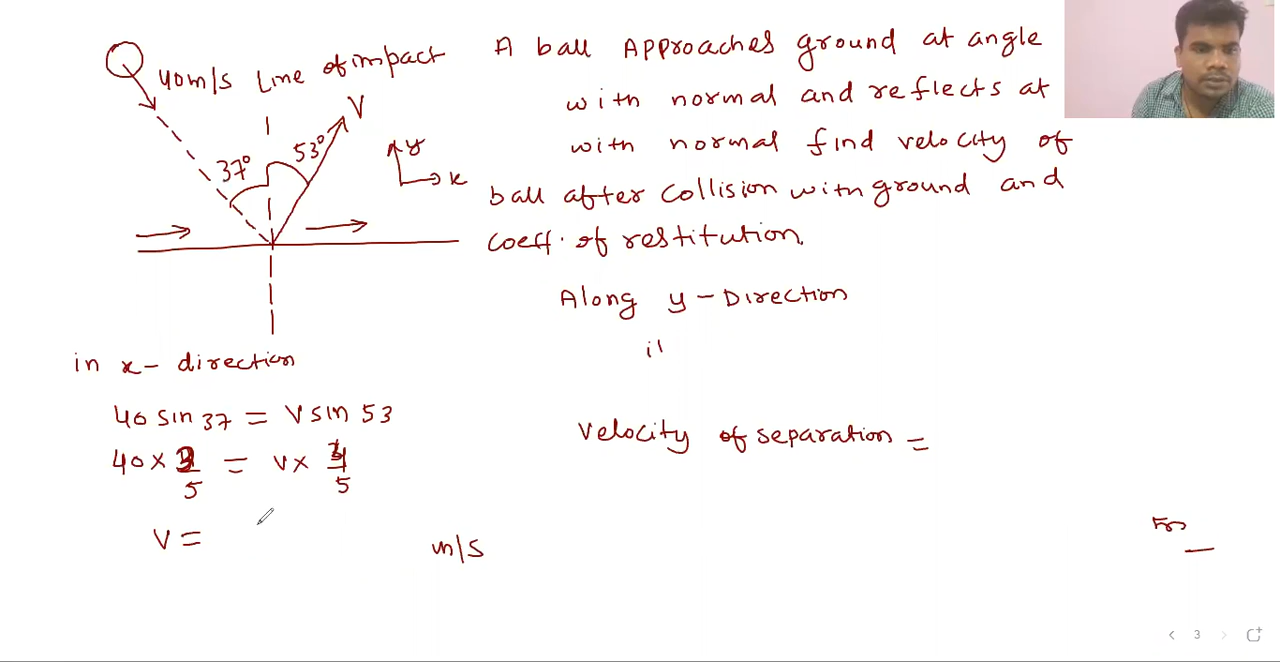 40m/s Line of impact
V
37° 53°
y
x
A ball Approaches ground at angle
with normal and reflects at
with normal find velocity of
ball after collision with ground and
coeff. of restitution.
Along y-Direction
in x-direction
40 sin 37 = V sin 53
40 × 3/5 = V × 4/5
V = m/s
velocity of separation =
3